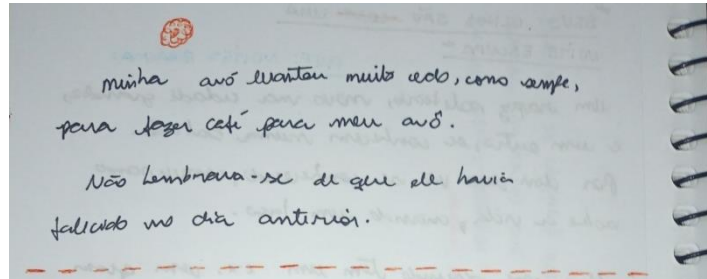 minha avó levantou muito cedo, como sempre,
para fazer café para meu avô.
Não lembrava-se de que ele havia
falecido no dia anterior.